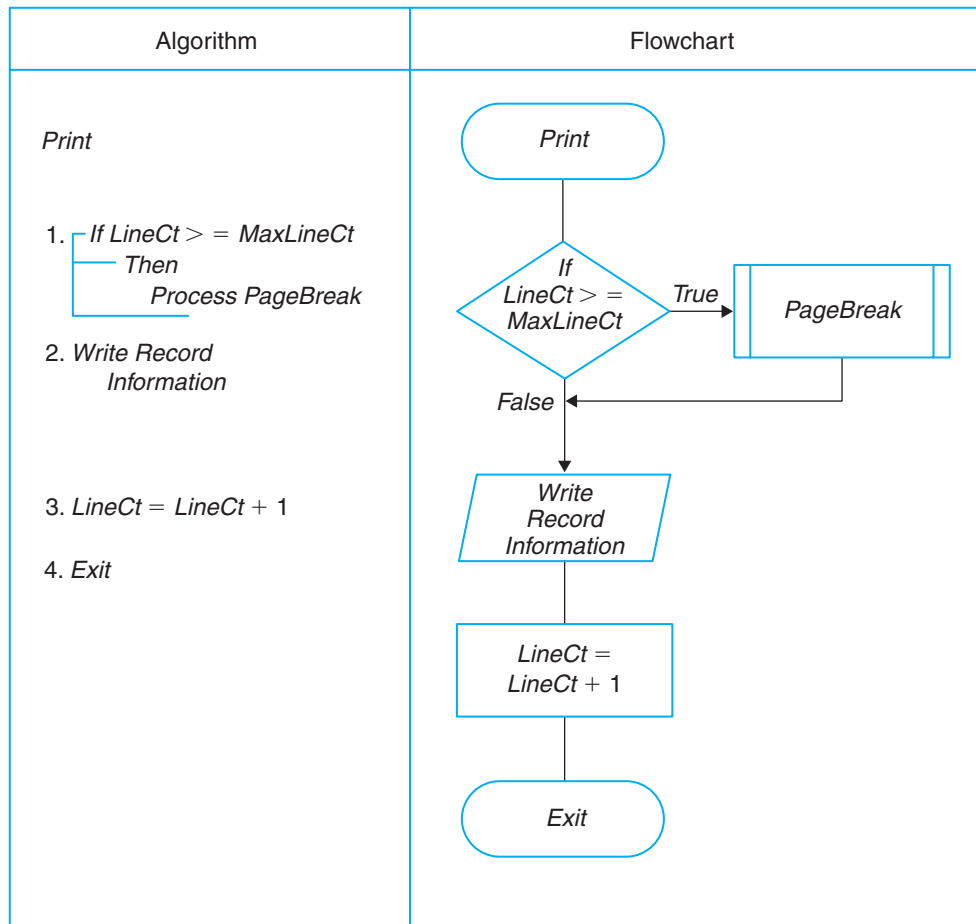 Algorithm
Flowchart
Print
1. If LineCt > = MaxLineCt
Then
Process PageBreak
2. Write Record
Information
3. LineCt = LineCt + 1
4. Exit
Print
If
LineCt > =
MaxLineCt
True
PageBreak
False
Write
Record
Information
LineCt =
LineCt + 1
Exit